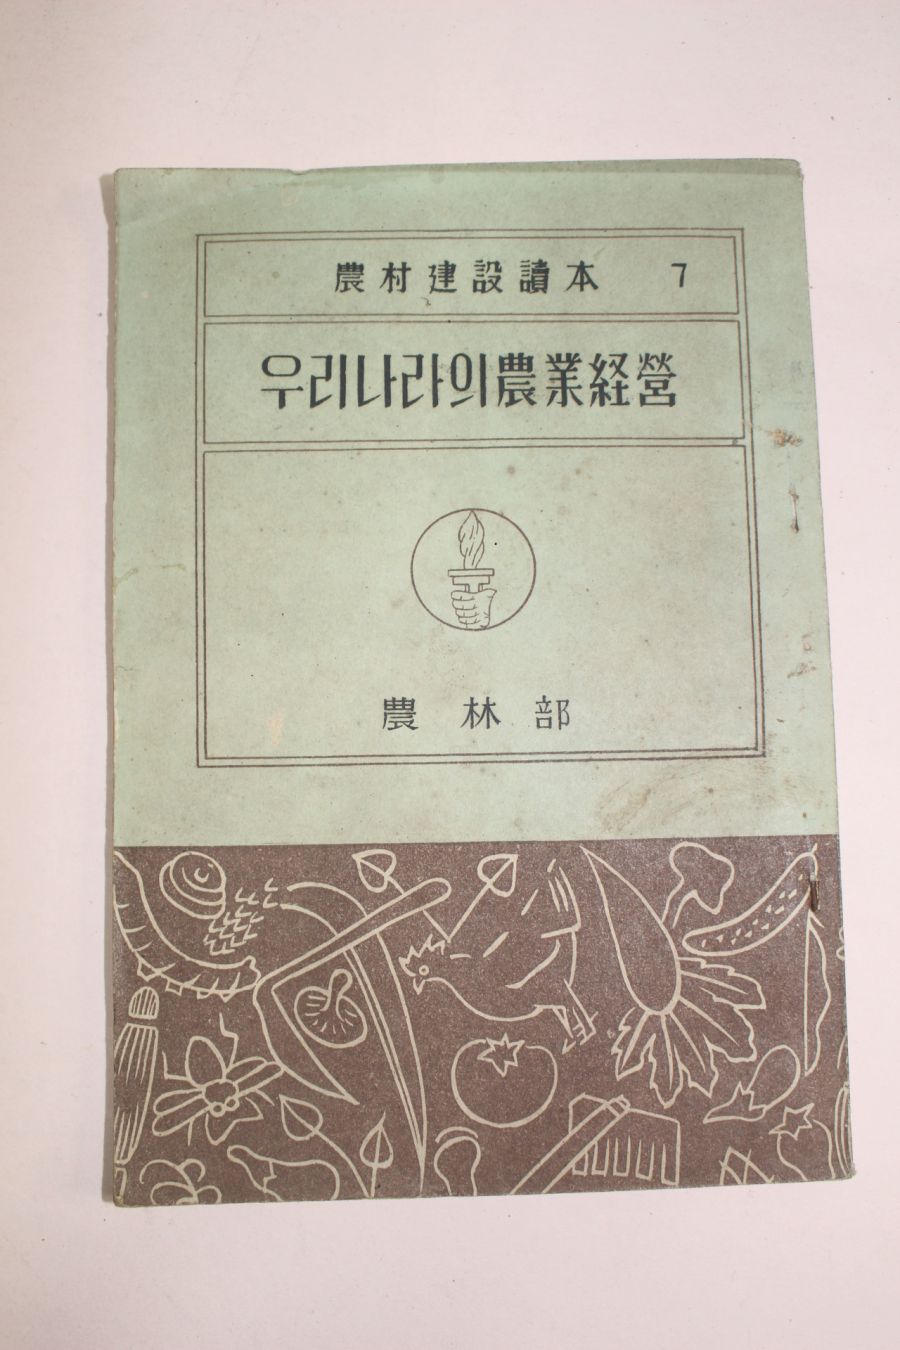 農村建設讀本 7
우리나라의農業経營
農林部